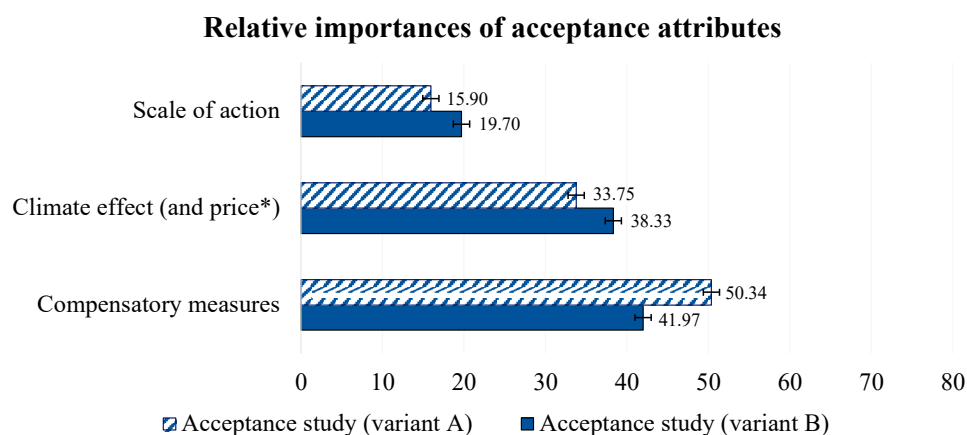 Relative importances of acceptance attributes
Scale of action
15.90
19.70
Climate effect (and price*)
33.75
38.33
Compensatory measures
50.34
41.97
0 10 20 30 40 50 60 70 80
Acceptance study (variant A) Acceptance study (variant B)